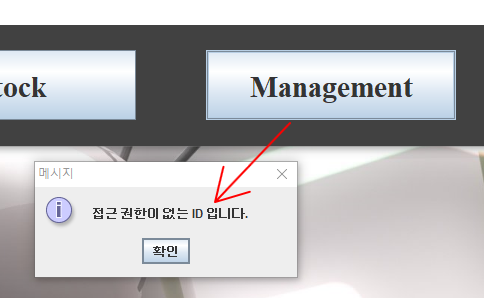 tock
Management
메시지
접근 권한이 없는 ID 입니다.
확인